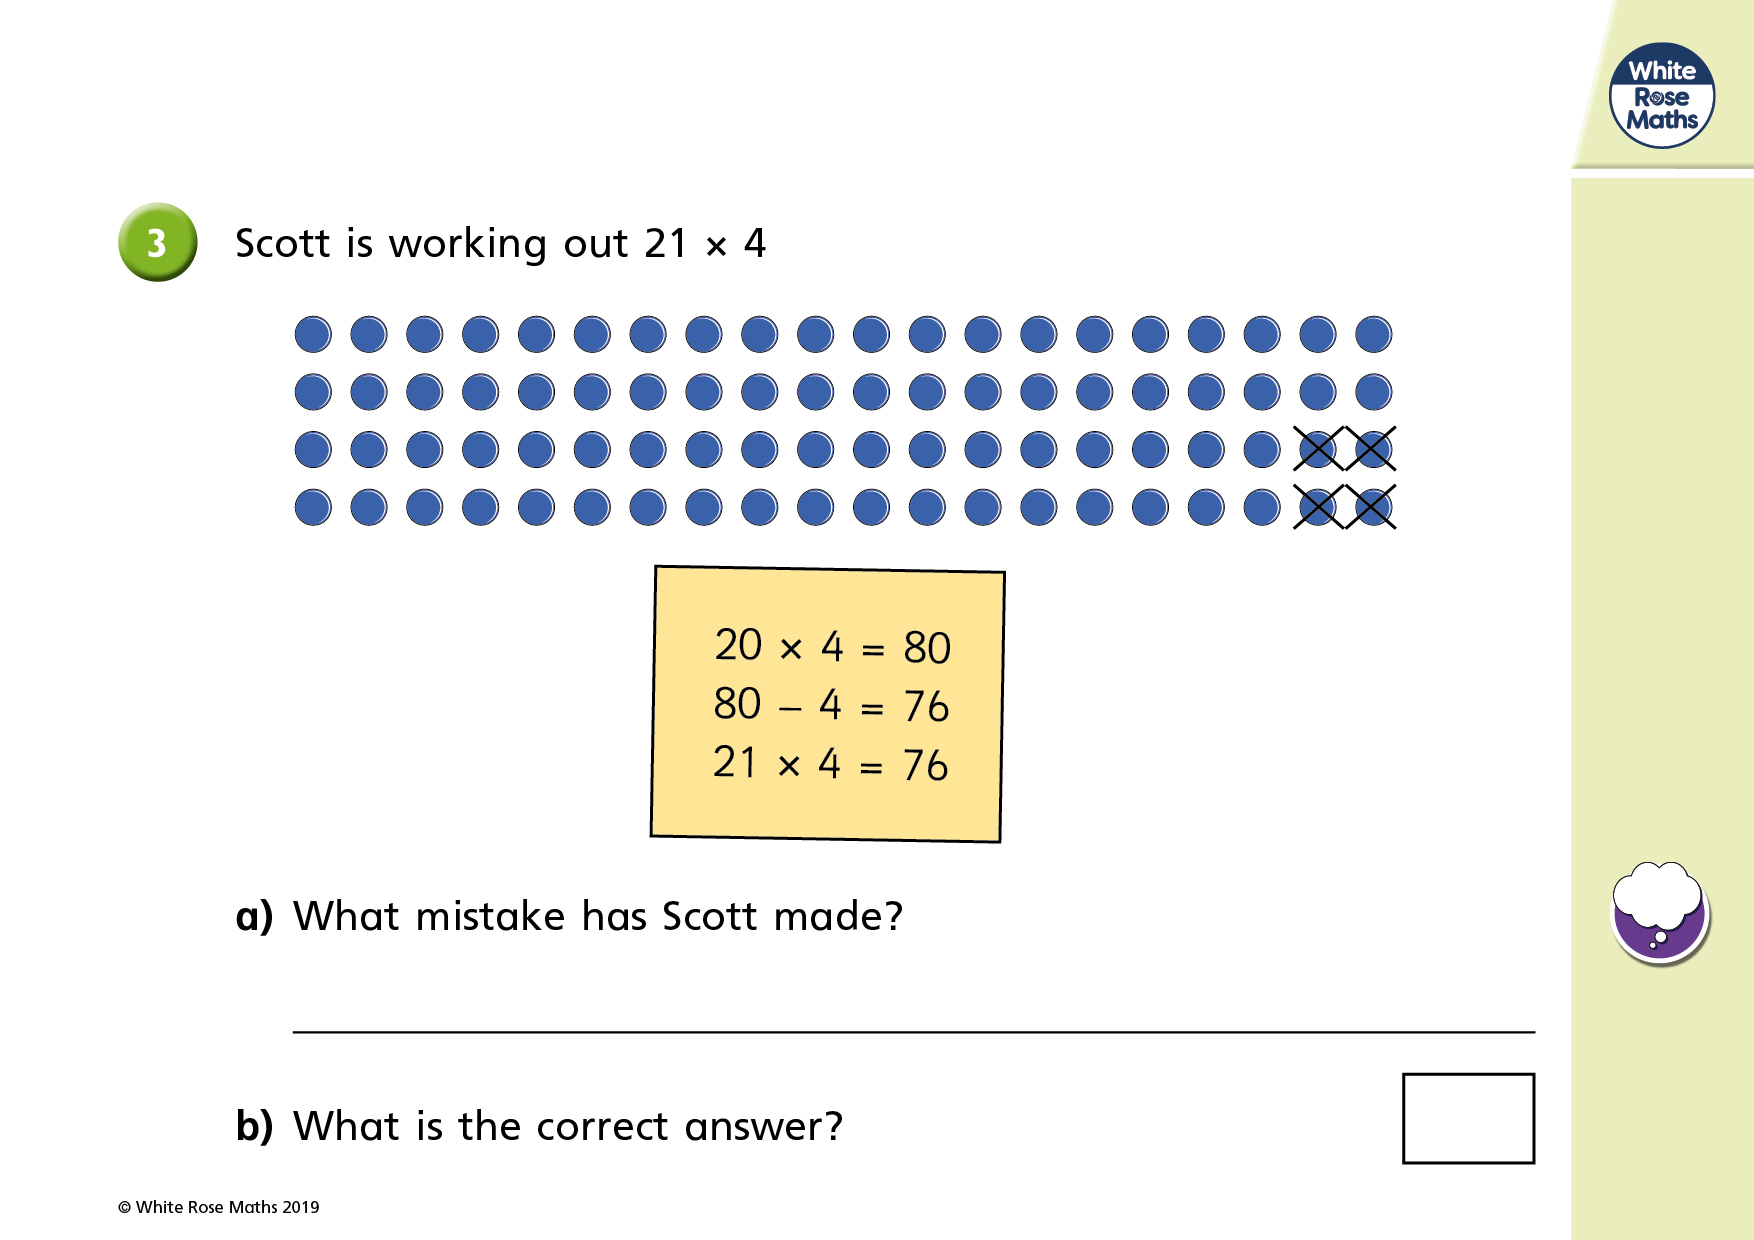 White
Rose
Maths
3 Scott is working out 21 × 4
20 × 4 = 80
80 – 4 = 76
21 × 4 = 76
a) What mistake has Scott made?
b) What is the correct answer?
© White Rose Maths 2019